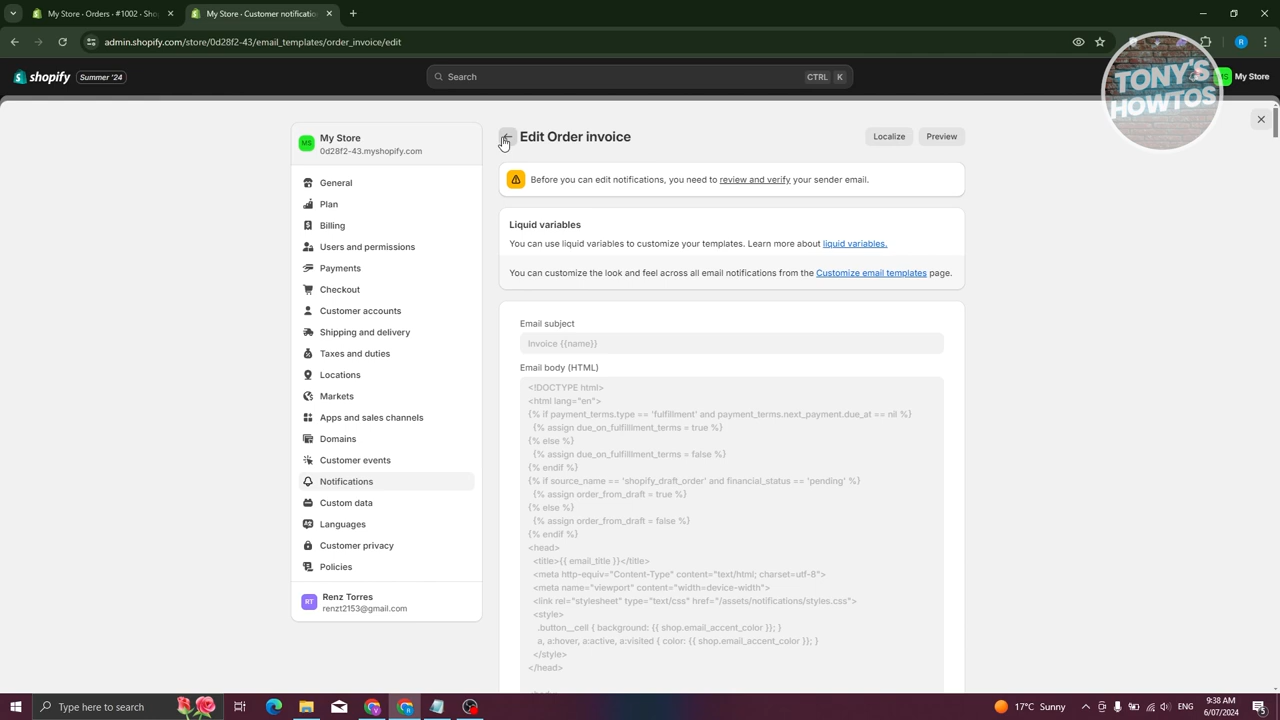 My Store - Orders - #1002 - S
My Store - Customer notifications
admin.shopify.com/store/0d28f2-43/email_templates/order_invoice/edit
R
shopify
Summer '24
Search
CTRL
K
MS
My Store
TONY'S
HOWTOS
MS
My Store
0d28f2-43.myshopify.com
General
Plan
Billing
Users and permissions
Payments
Checkout
Customer accounts
Shipping and delivery
Taxes and duties
Locations
Markets
Apps and sales channels
Domains
Customer events
Notifications
Custom data
Languages
Customer privacy
Policies
RT
Renz Torres
renzt2153@gmail.com
Edit Order invoice
Localize
Preview
Before you can edit notifications, you need to review and verify your sender email.
Liquid variables
You can use liquid variables to customize your templates. Learn more about liquid variables.
You can customize the look and feel across all email notifications from the Customize email templates page.
Email subject
Invoice {{name}}
Email body (HTML)
<!DOCTYPE html>
<html lang="en">
{% if payment_terms.type == 'fulfillment' and payment_terms.next_payment.due_at == nil %}
{% assign due_on_fulfillment_terms = true %}
{% else %}
{% assign due_on_fulfillment_terms = false %}
{% endif %}
{% if source_name == 'shopify_draft_order' and financial_status == 'pending' %}
{% assign order_from_draft = true %}
{% else %}
{% assign order_from_draft = false %}
{% endif %}
<head>
<title>{{ email_title }}</title>
<meta http-equiv="Content-Type" content="text/html; charset=utf-8">
<meta name="viewport" content="width=device-width">
<link rel="stylesheet" type="text/css" href="/assets/notifications/styles.css">
<style>
.button__cell { background: {{ shop.email_accent_color }}; }
a, a:hover, a:active, a:visited { color: {{ shop.email_accent_color }}; }
</style>
</head>
Type here to search
17°C Sunny
ENG
9:38 AM
6/07/2024